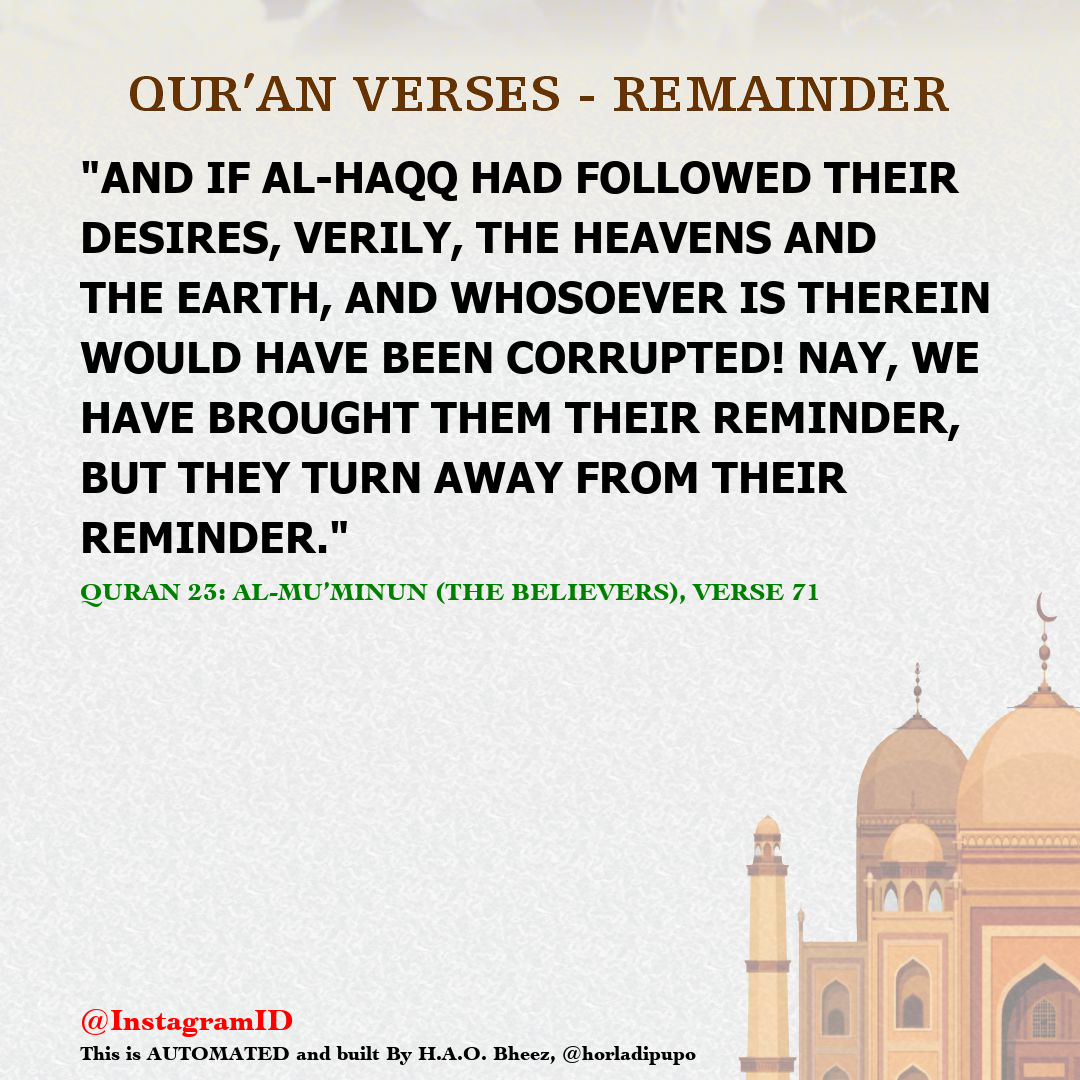 QUR'AN VERSES - REMAINDER
"AND IF AL-HAQQ HAD FOLLOWED THEIR
DESIRES, VERILY, THE HEAVENS AND
THE EARTH, AND WHOSOEVER IS THEREIN
WOULD HAVE BEEN CORRUPTED! NAY, WE
HAVE BROUGHT THEM THEIR REMINDER,
BUT THEY TURN AWAY FROM THEIR
REMINDER."
QURAN 23: AL-MU'MINUN (THE BELIEVERS), VERSE 71
@InstagramID
This is AUTOMATED and built By H.A.O. Bheez, @horladipupo